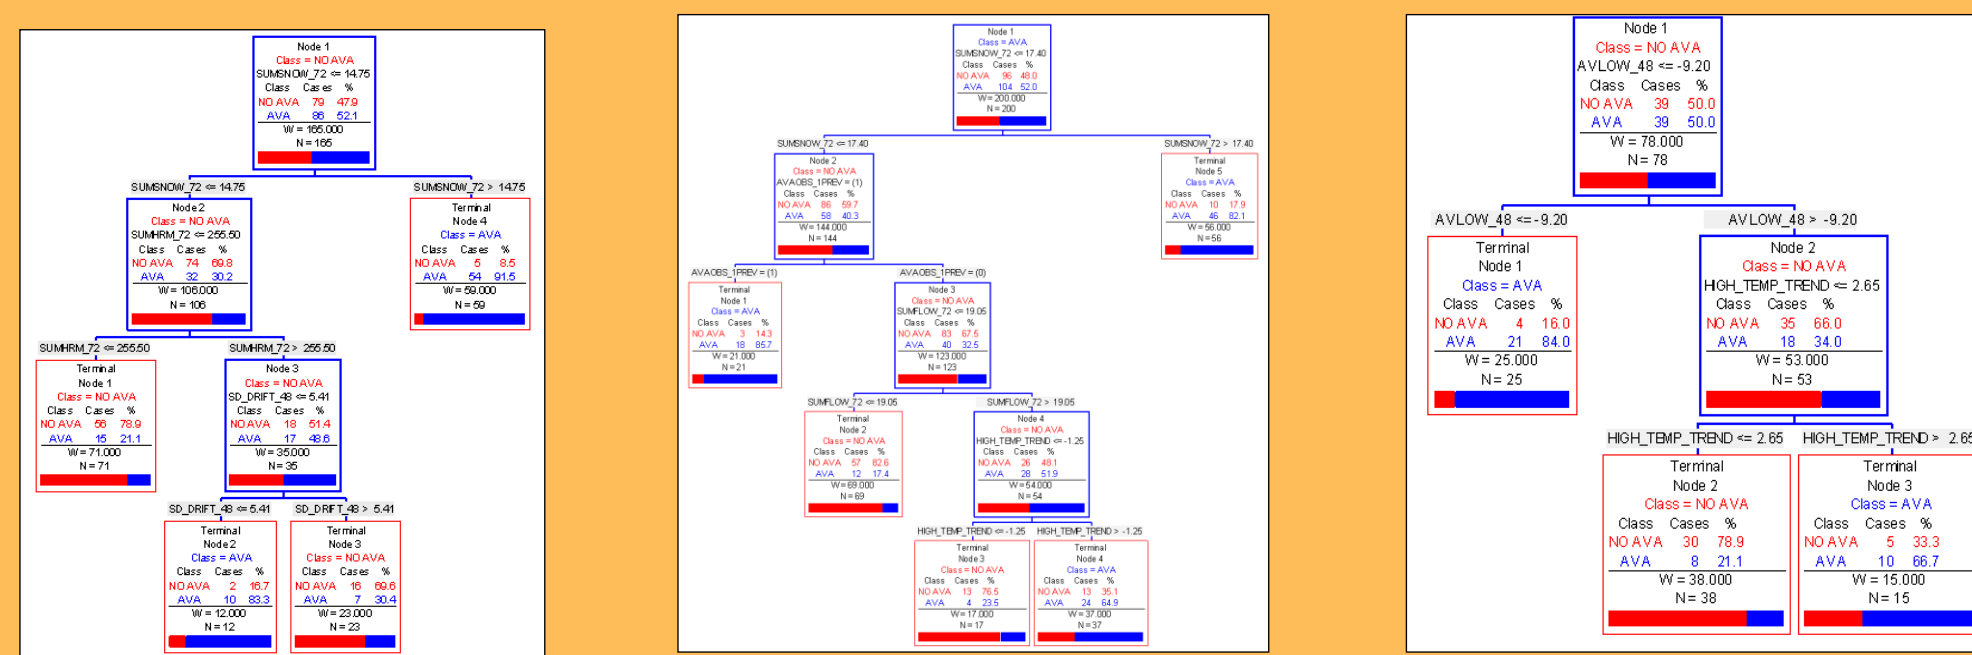 Node 1
Class = NO AVA
SUMSNOW_72 <= 14.75
Class Cases %
NO AVA 79 47.9
AVA 86 52.1
W = 165.000
N = 165
SUMSNOW_72 <= 14.75
SUMSNOW_72 > 14.75
Node 2
Class = NO AVA
SUMHRM_72 <= 255.50
Class Cases %
NO AVA 74 69.8
AVA 32 30.2
W = 106.000
N = 106
Terminal
Node 4
Class = AVA
Class Cases %
NO AVA 5 8.5
AVA 54 91.5
W = 59.000
N = 59
SUMHRM_72 <= 255.50
SUMHRM_72 > 255.50
Terminal
Node 1
Class = NO AVA
Class Cases %
NO AVA 56 78.9
AVA 15 21.1
W = 71.000
N = 71
Node 3
Class = NO AVA
SD_DRIFT_48 <= 5.41
Class Cases %
NO AVA 18 51.4
AVA 17 48.6
W = 35.000
N = 35
SD_DRIFT_48 <= 5.41
SD_DRIFT_48 > 5.41
Terminal
Node 2
Class = AVA
Class Cases %
NO AVA 2 16.7
AVA 10 83.3
W = 12.000
N = 12
Terminal
Node 3
Class = NO AVA
Class Cases %
NO AVA 16 69.6
AVA 7 30.4
W = 23.000
N = 23
Node 1
Class = AVA
SUMSNOW_72 <= 17.40
Class Cases %
NO AVA 96 48.0
AVA 104 52.0
W = 200.000
N = 200
SUMSNOW_72 <= 17.40
SUMSNOW_72 > 17.40
Node 2
Class = NO AVA
AVAOBS_1PREV = (1)
Class Cases %
NO AVA 86 59.7
AVA 58 40.3
W = 144.000
N = 144
Terminal
Node 5
Class = AVA
Class Cases %
NO AVA 10 17.9
AVA 46 82.1
W = 56.000
N = 56
AVAOBS_1PREV = (1)
AVAOBS_1PREV = (0)
Terminal
Node 1
Class = AVA
Class Cases %
NO AVA 3 14.3
AVA 18 85.7
W = 21.000
N = 21
Node 3
Class = NO AVA
SUMFLOW_72 <= 19.05
Class Cases %
NO AVA 83 67.5
AVA 40 32.5
W = 123.000
N = 123
SUMFLOW_72 <= 19.05
SUMFLOW_72 > 19.05
Terminal
Node 2
Class = NO AVA
Class Cases %
NO AVA 57 82.6
AVA 12 17.4
W = 69.000
N = 69
Node 4
Class = NO AVA
HIGH_TEMP_TREND <= -1.25
Class Cases %
NO AVA 26 48.1
AVA 28 51.9
W = 54.000
N = 54
HIGH_TEMP_TREND <= -1.25
HIGH_TEMP_TREND > -1.25
Terminal
Node 3
Class = NO AVA
Class Cases %
NO AVA 13 76.5
AVA 4 23.5
W = 17.000
N = 17
Terminal
Node 4
Class = AVA
Class Cases %
NO AVA 13 35.1
AVA 24 64.9
W = 37.000
N = 37
Node 1
Class = NO AVA
AVLOW_48 <= -9.20
Class Cases %
NO AVA 39 50.0
AVA 39 50.0
W = 78.000
N = 78
AVLOW_48 <= -9.20
AVLOW_48 > -9.20
Terminal
Node 1
Class = AVA
Class Cases %
NO AVA 4 16.0
AVA 21 84.0
W = 25.000
N = 25
Node 2
Class = NO AVA
HIGH_TEMP_TREND <= 2.65
Class Cases %
NO AVA 35 66.0
AVA 18 34.0
W = 53.000
N = 53
HIGH_TEMP_TREND <= 2.65
HIGH_TEMP_TREND > 2.65
Terminal
Node 2
Class = NO AVA
Class Cases %
NO AVA 30 78.9
AVA 8 21.1
W = 38.000
N = 38
Terminal
Node 3
Class = AVA
Class Cases %
NO AVA 5 33.3
AVA 10 66.7
W = 15.000
N = 15